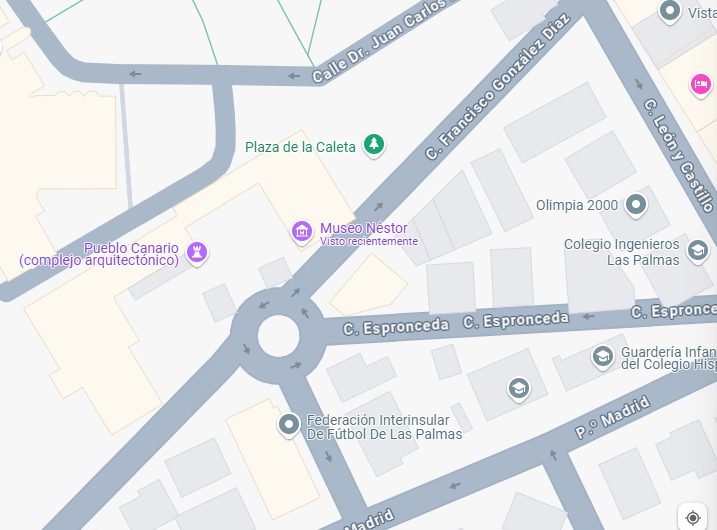 Vista
Calle Dr. Juan Carlos
C. Francisco González Díaz
C. León y Castillo
Plaza de la Caleta
Olimpia 2000
Museo Néstor
Visto recientemente
Pueblo Canario
(complejo arquitectónico)
Colegio Ingenieros
Las Palmas
C. Espronceda
C. Espronceda
C. Espronce
Guardería Infan
del Colegio Hisp
P.º Madrid
Federación Interinsular
De Fútbol De Las Palmas
Madrid